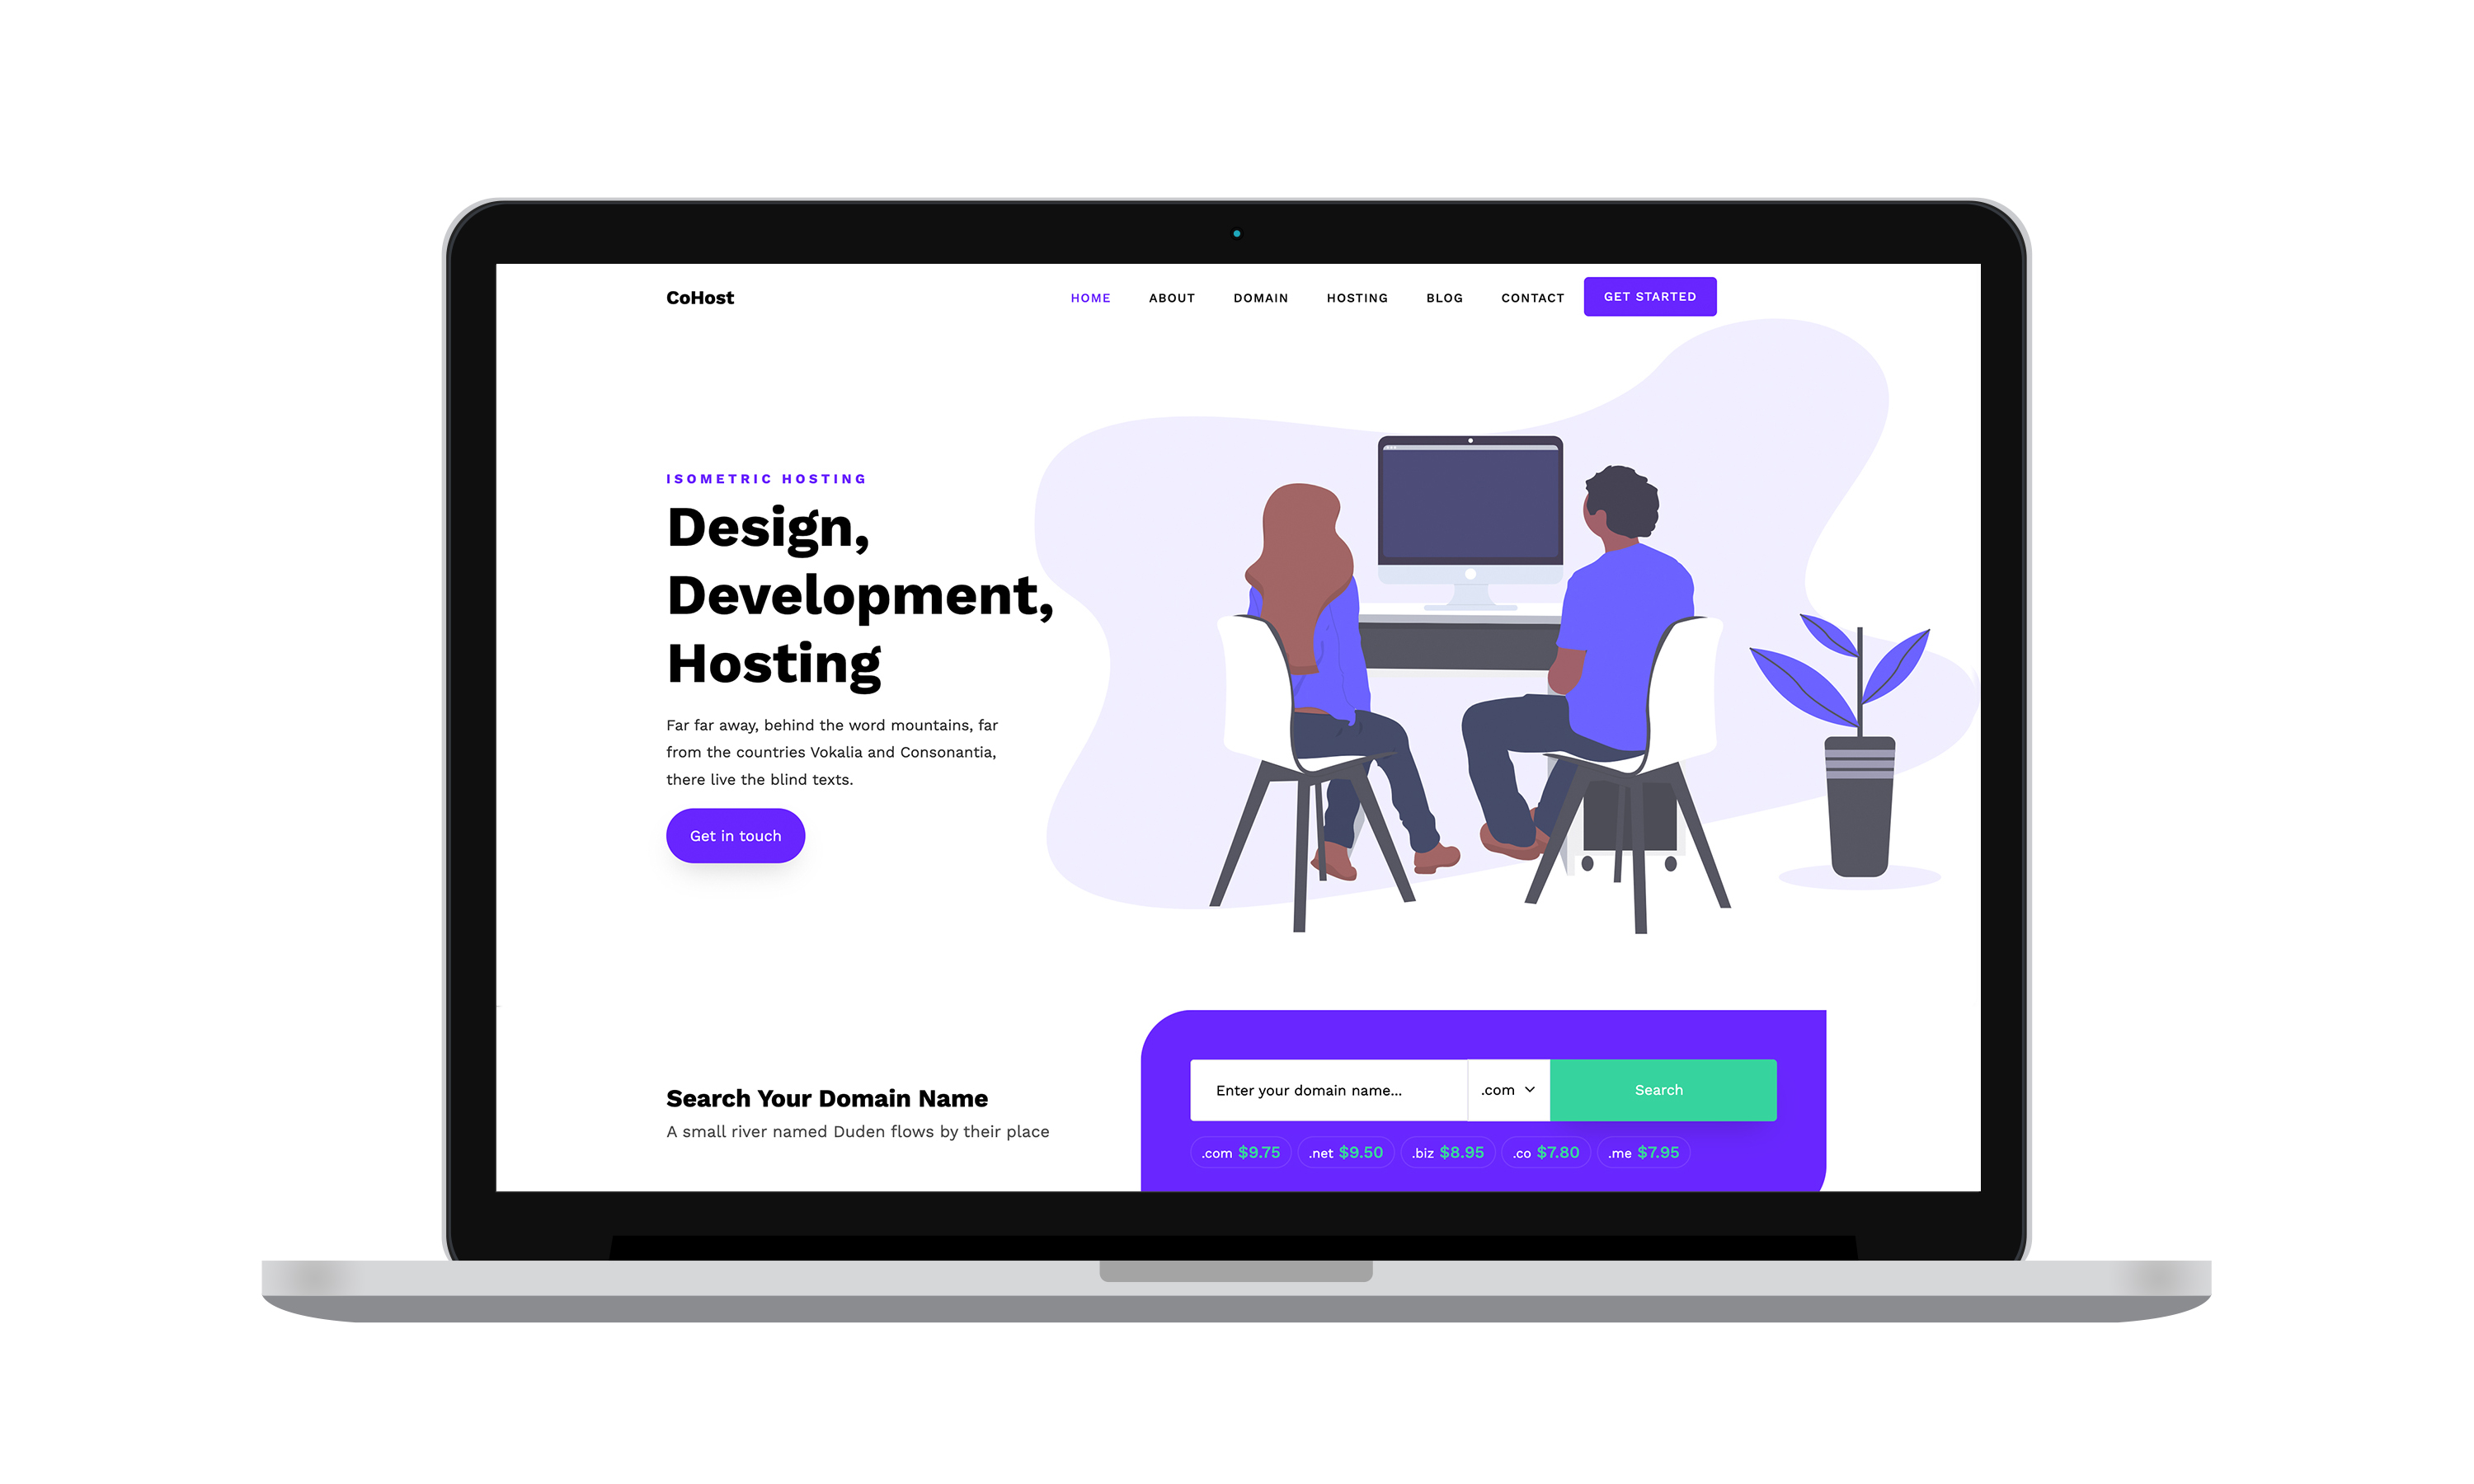 CoHost
HOME ABOUT DOMAIN HOSTING BLOG CONTACT GET STARTED
ISOMETRIC HOSTING
Design,
Development,
Hosting
Far far away, behind the word mountains, far
from the countries Vokalia and Consonantia,
there live the blind texts.
Get in touch
Search Your Domain Name
A small river named Duden flows by their place
Enter your domain name... .com Search
.com $9.75 .net $9.50 .biz $8.95 .co $7.80 .me $7.95